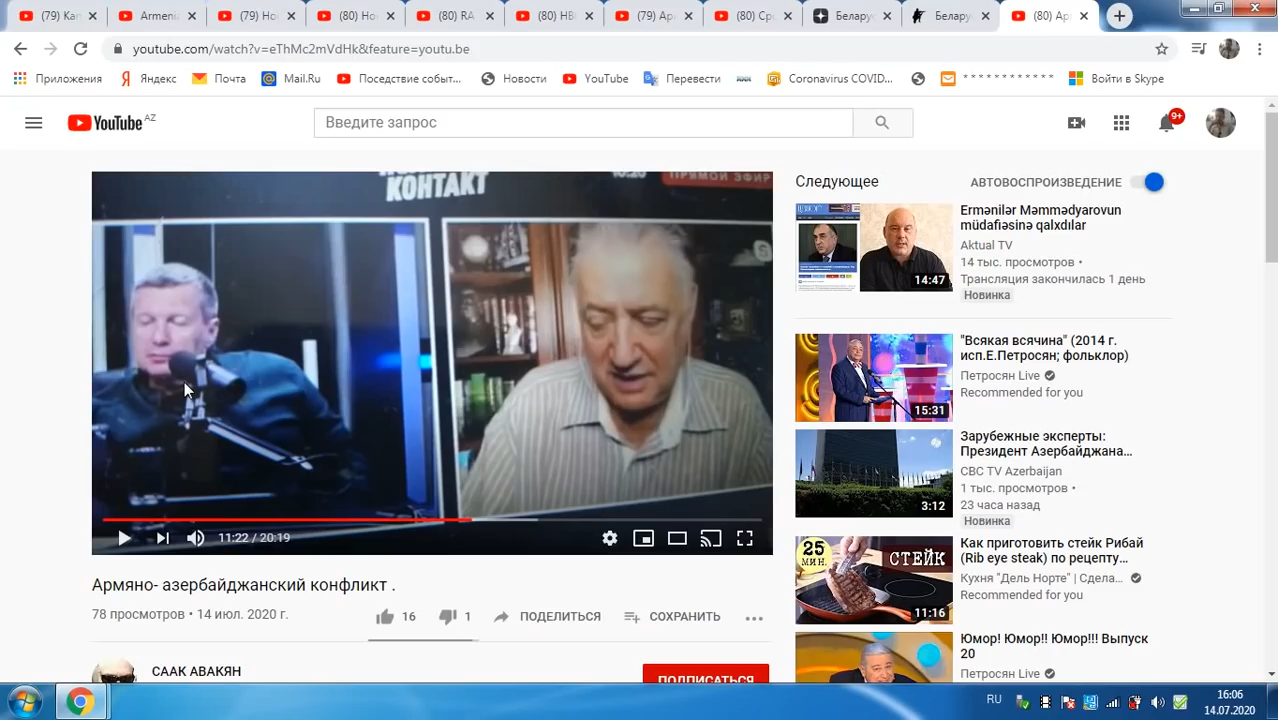 (79) Кан
Armeni
(79) Но
(80) Но
(80) RA
(80) НВ
(79) Ар
(80) Ср
Беларус
Беларус
(80) Ар
youtube.com/watch?v=eThMc2mVdHk&feature=youtu.be
Приложения
Яндекс
Почта
Mail.Ru
Поседствие событ...
Новости
YouTube
Перевести
Coronavirus COVID...
* * * * * * * * * * * *
Войти в Skype
YouTube AZ
Введите запрос
9+
КОНТАКТ
ПРЯМОЙ ЭФИР
11:22 / 20:19
Армяно- азербайджанский конфликт .
78 просмотров • 14 июл. 2020 г.
16
1
ПОДЕЛИТЬСЯ
СОХРАНИТЬ
СААК АВАКЯН
ПОДПИСАТЬСЯ
Следующее
АВТОВОСПРОИЗВЕДЕНИЕ
14:47
Ermənilər Məmmədyarovun
müdafiəsinə qalxdılar
Aktual TV
14 тыс. просмотров •
Трансляция закончилась 1 день
Новинка
15:31
"Всякая всячина" (2014 г.
исп.Е.Петросян; фольклор)
Петросян Live
Recommended for you
3:12
Зарубежные эксперты:
Президент Азербайджана...
CBC TV Azerbaijan
1 тыс. просмотров •
23 часа назад
Новинка
25
МИН.
СТЕЙК
11:16
Как приготовить стейк Рибай
(Rib eye steak) по рецепту...
Кухня "Дель Норте" | Сдела...
Recommended for you
Юмор! Юмор!! Юмор!!! Выпуск
20
Петросян Live
RU
16:06
14.07.2020